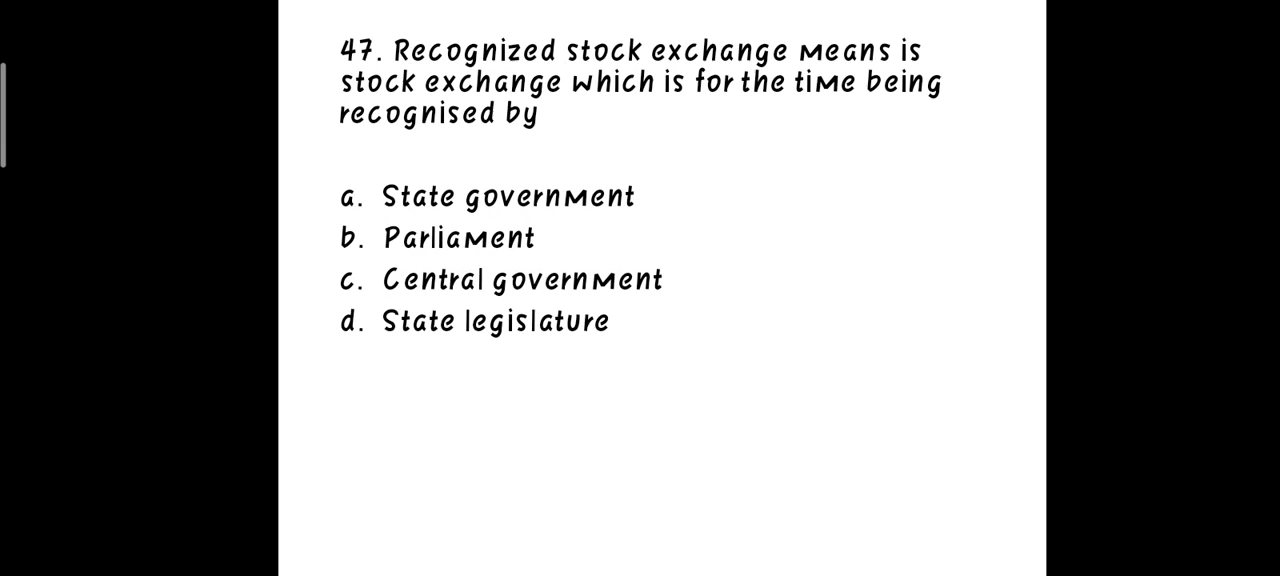 47. Recognized stock exchange means is
stock exchange which is for the time being
recognised by
a. State government
b. Parliament
c. Central government
d. State legislature